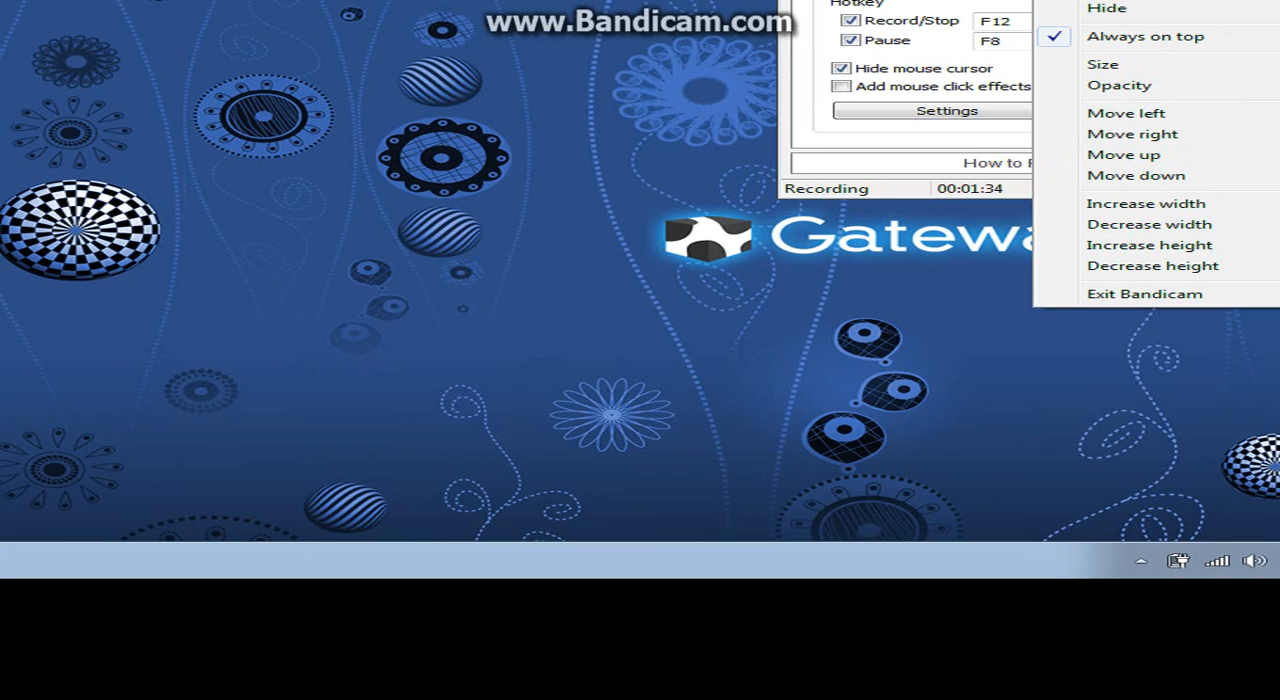 www.Bandicam.com
Hotkey
Record/Stop F12
Pause F8
Hide mouse cursor
Add mouse click effects
Settings
How to
Recording 00:01:34
Hide
Always on top
Size
Opacity
Move left
Move right
Move up
Move down
Increase width
Decrease width
Increase height
Decrease height
Exit Bandicam
Gatew